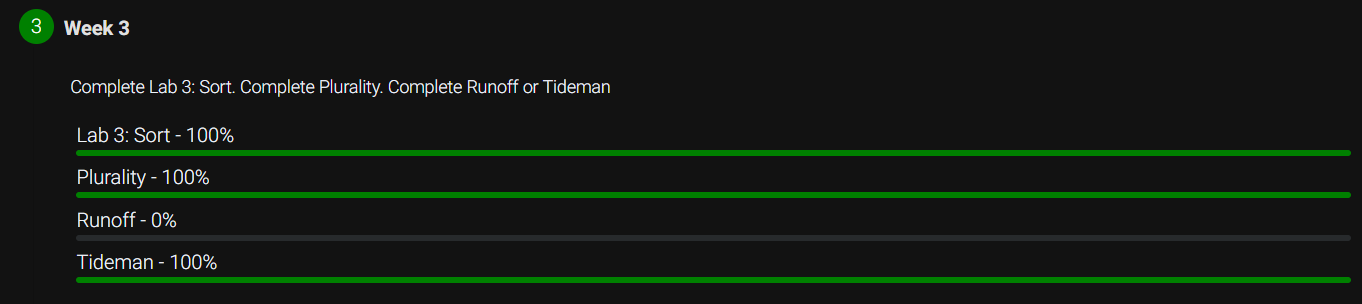 3 Week 3
Complete Lab 3: Sort. Complete Plurality. Complete Runoff or Tideman
Lab 3: Sort - 100%
Plurality - 100%
Runoff - 0%
Tideman - 100%